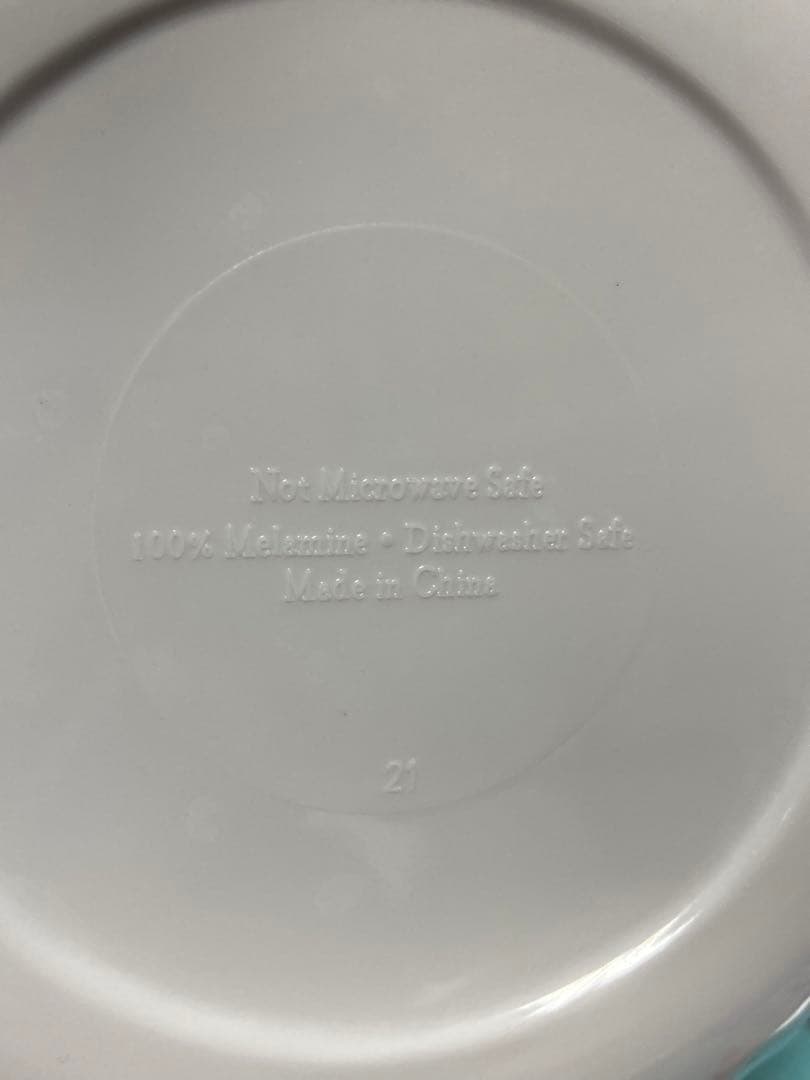 Not Microwave Safe
100% Melamine • Dishwasher Safe
Made in China
21